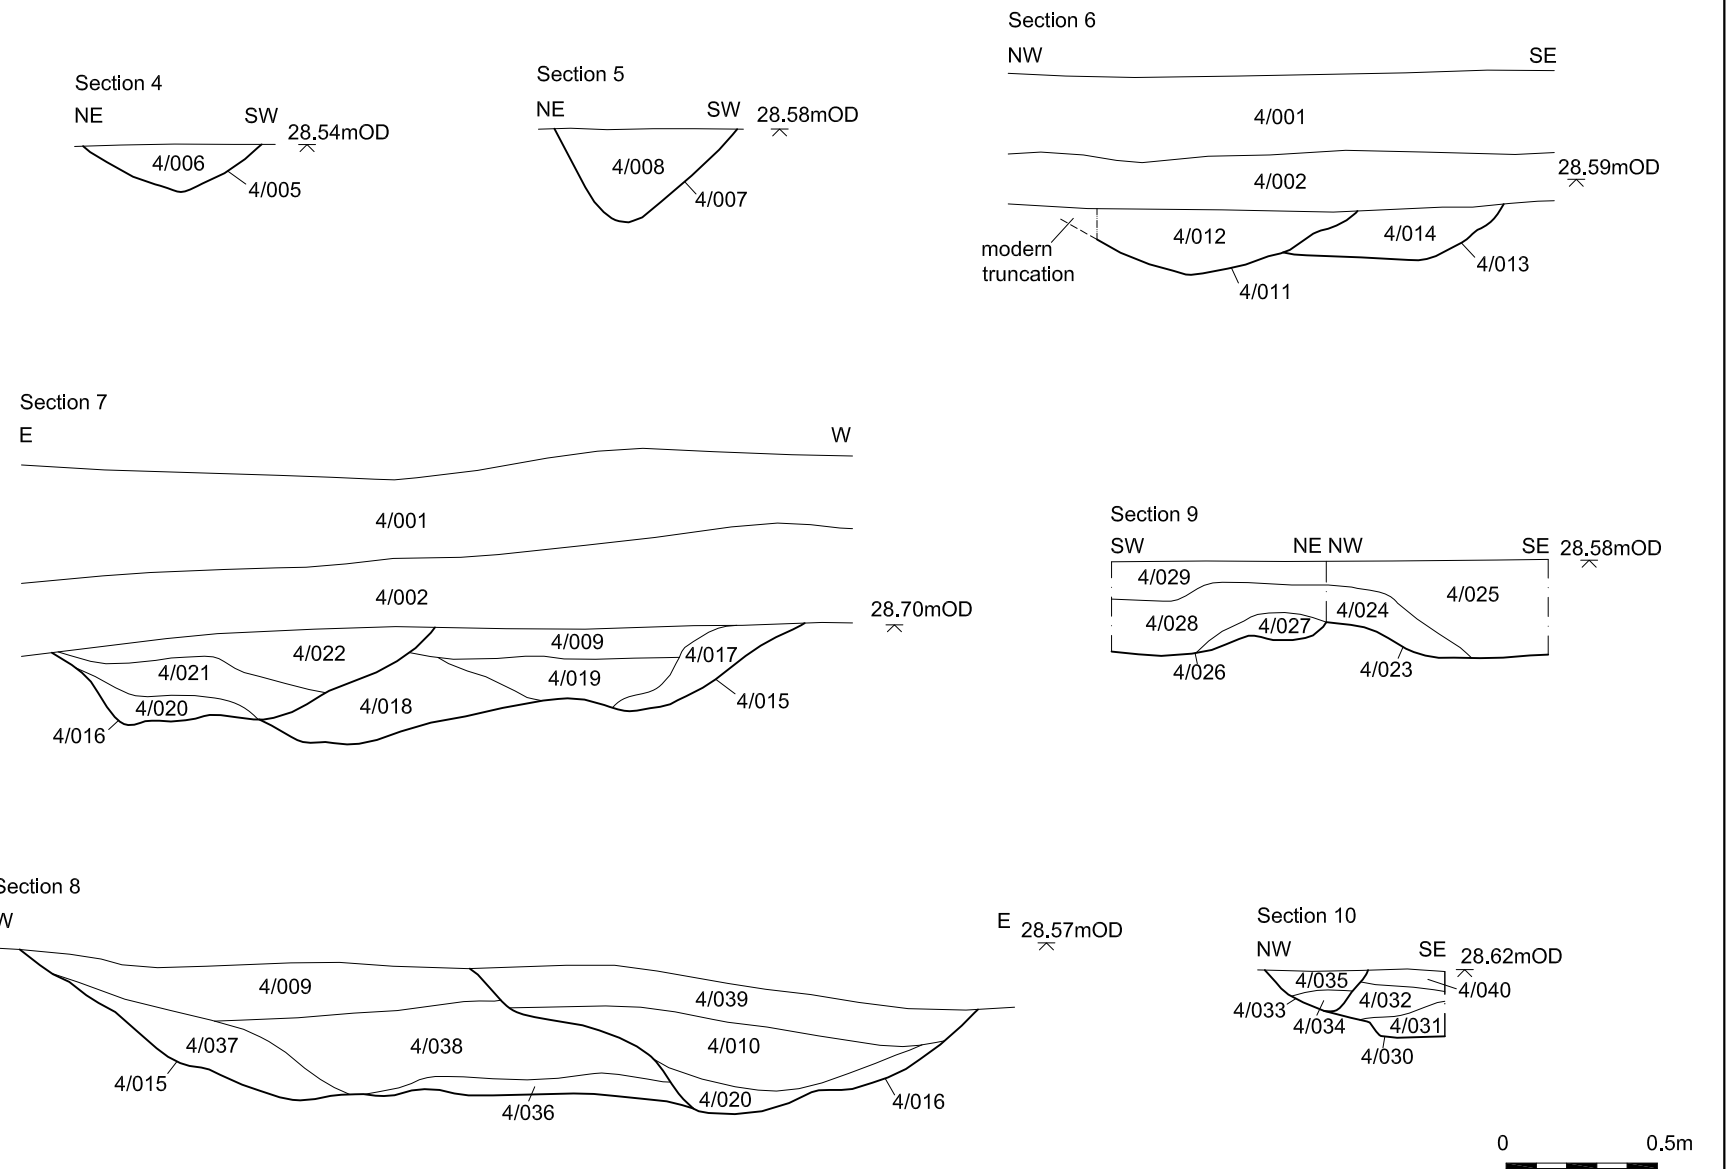 Section 4
NE SW
28.54mOD
4/006
4/005
Section 5
NE SW
28.58mOD
4/008
4/007
Section 6
NW SE
4/001
28.59mOD
4/002
4/012
4/014
modern
truncation
4/013
4/011
Section 7
E W
4/001
4/002
28.70mOD
4/009
4/022
4/017
4/021
4/019
4/020
4/018
4/015
4/016
Section 9
SW NE NW SE
28.58mOD
4/029
4/025
4/024
4/028
4/027
4/026
4/023
Section 8
W E
28.57mOD
4/009
4/039
4/037
4/038
4/010
4/015
4/020
4/016
4/036
Section 10
NW SE
28.62mOD
4/035
4/040
4/032
4/033
4/034
4/031
4/030
0 0.5m